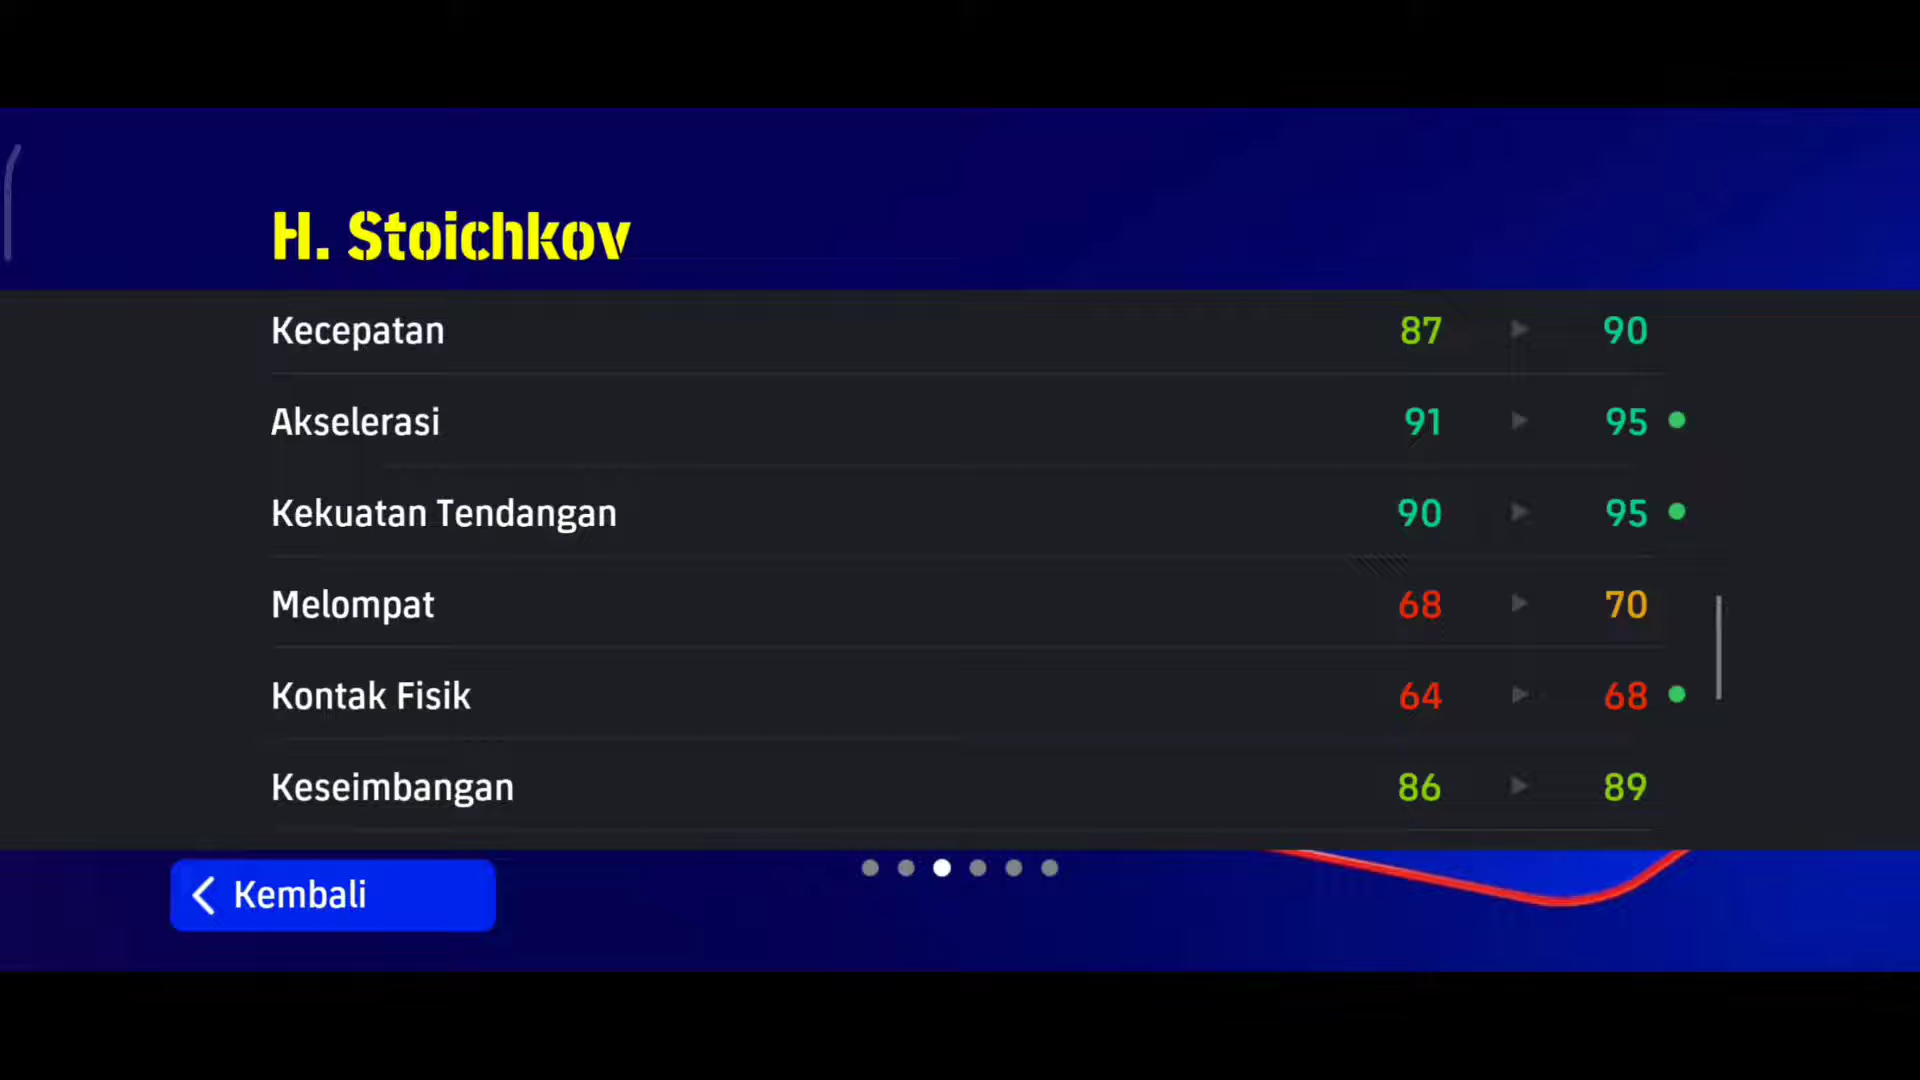 H. Stoichkov
Kecepatan 87 90
Akselerasi 91 95
Kekuatan Tendangan 90 95
Melompat 68 70
Kontak Fisik 64 68
Keseimbangan 86 89
Kembali